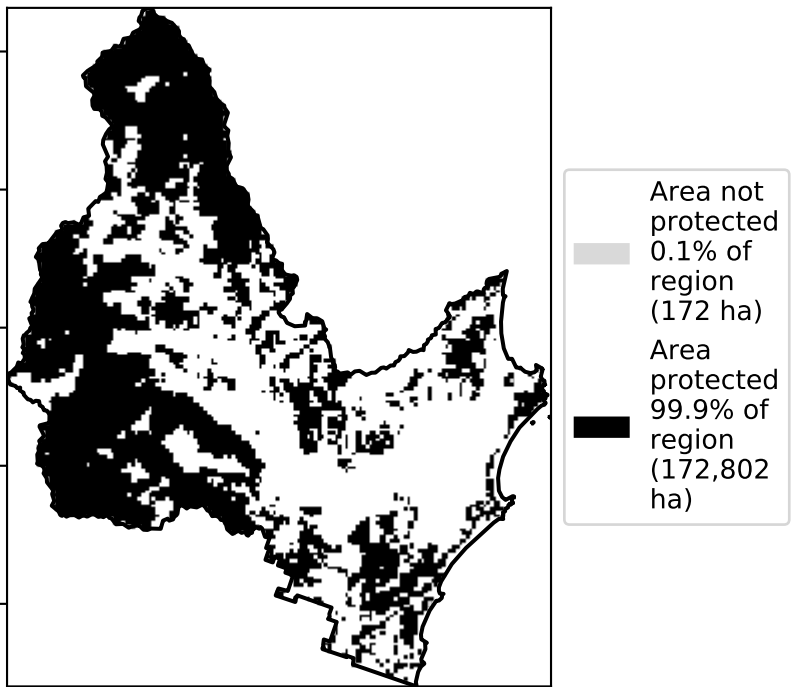 Area not
protected
0.1% of
region
(172 ha)
Area
protected
99.9% of
region
(172,802
ha)